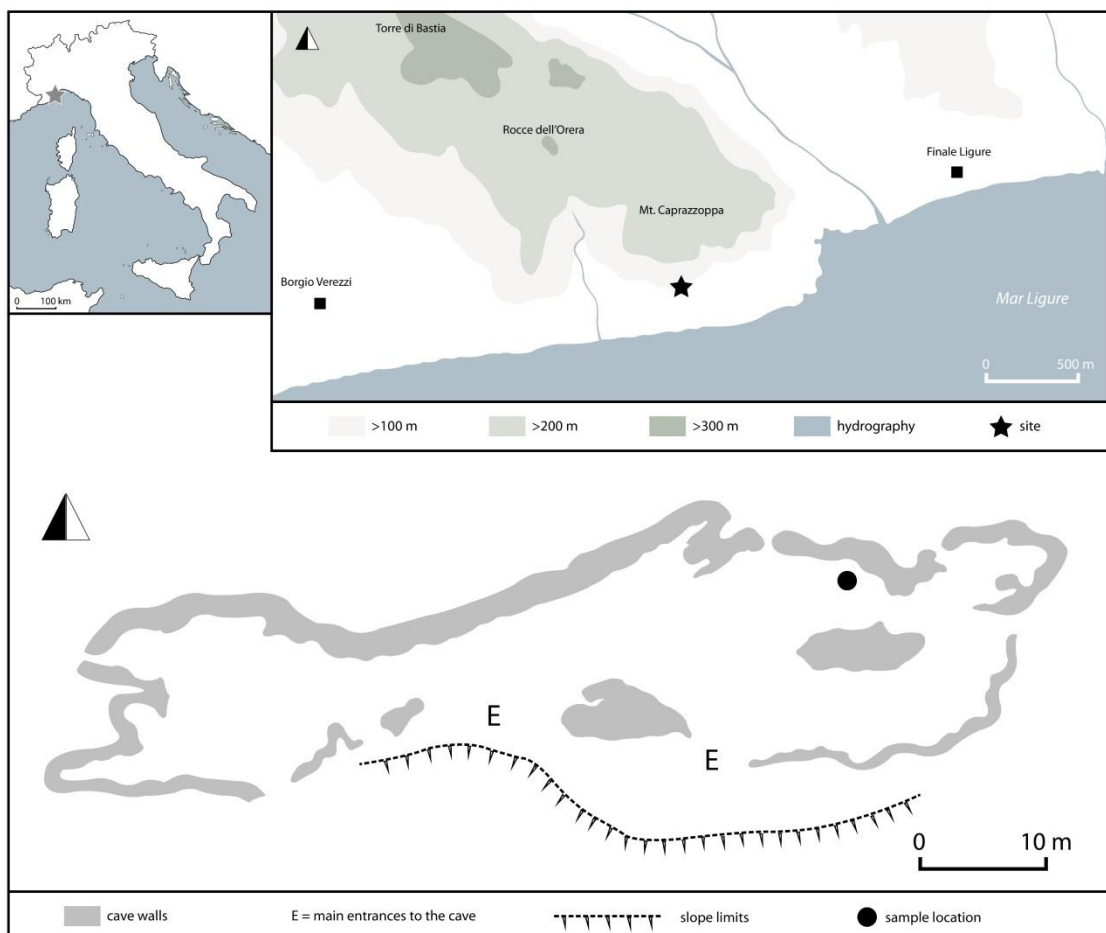 0 100 km
Torre di Bastia
Rocce dell'Orera
Finale Ligure
Mt. Caprazzoppa
Borgio Verezzi
Mar Ligure
0 500 m
>100 m >200 m >300 m hydrography site
E
E
0 10 m
cave walls E = main entrances to the cave slope limits sample location